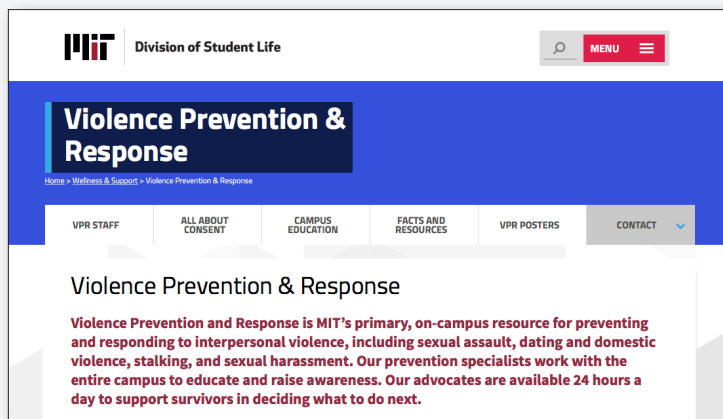 MIT
Division of Student Life
MENU
Violence Prevention &
Response
Home > Wellness & Support > Violence Prevention & Response
VPR STAFF
ALL ABOUT
CONSENT
CAMPUS
EDUCATION
FACTS AND
RESOURCES
VPR POSTERS
CONTACT
Violence Prevention & Response
Violence Prevention and Response is MIT’s primary, on-campus resource for preventing
and responding to interpersonal violence, including sexual assault, dating and domestic
violence, stalking, and sexual harassment. Our prevention specialists work with the
entire campus to educate and raise awareness. Our advocates are available 24 hours a
day to support survivors in deciding what to do next.